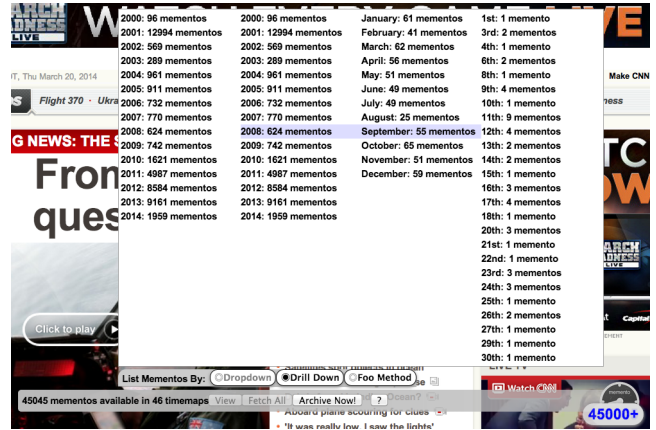 LIVE
T, Thu March 20, 2014
Make CNN
Flight 370 · Ukra
ness
G NEWS: THE S
From
ques
Click to play
2000: 96 mementos
2001: 12994 mementos
2002: 569 mementos
2003: 289 mementos
2004: 961 mementos
2005: 911 mementos
2006: 732 mementos
2007: 770 mementos
2008: 624 mementos
2009: 742 mementos
2010: 1621 mementos
2011: 4987 mementos
2012: 8584 mementos
2013: 9161 mementos
2014: 1959 mementos
2000: 96 mementos
2001: 12994 mementos
2002: 569 mementos
2003: 289 mementos
2004: 961 mementos
2005: 911 mementos
2006: 732 mementos
2007: 770 mementos
2008: 624 mementos
2009: 742 mementos
2010: 1621 mementos
2011: 4987 mementos
2012: 8584 mementos
2013: 9161 mementos
2014: 1959 mementos
January: 61 mementos
February: 41 mementos
March: 62 mementos
April: 56 mementos
May: 51 mementos
June: 49 mementos
July: 49 mementos
August: 25 mementos
September: 55 mementos
October: 65 mementos
November: 51 mementos
December: 59 mementos
1st: 1 memento
3rd: 2 mementos
4th: 1 memento
6th: 2 mementos
8th: 1 memento
9th: 4 mementos
10th: 1 memento
11th: 9 mementos
12th: 4 mementos
13th: 2 mementos
14th: 2 mementos
15th: 1 memento
16th: 3 mementos
17th: 4 mementos
18th: 1 memento
20th: 3 mementos
21st: 1 memento
22nd: 1 memento
23rd: 3 mementos
24th: 3 mementos
25th: 1 memento
26th: 2 mementos
27th: 1 memento
29th: 1 memento
30th: 1 memento
TC
OW
MARCH
MADNESS
LIVE
Capital
List Mementos By: Dropdown Drill Down Foo Method
LIVE TV
Watch CNN
memento
45045 mementos available in 46 timemaps View Fetch All Archive Now! ?
45000+
Aboard plane scouring for clues
'It was really low, I saw the lights'